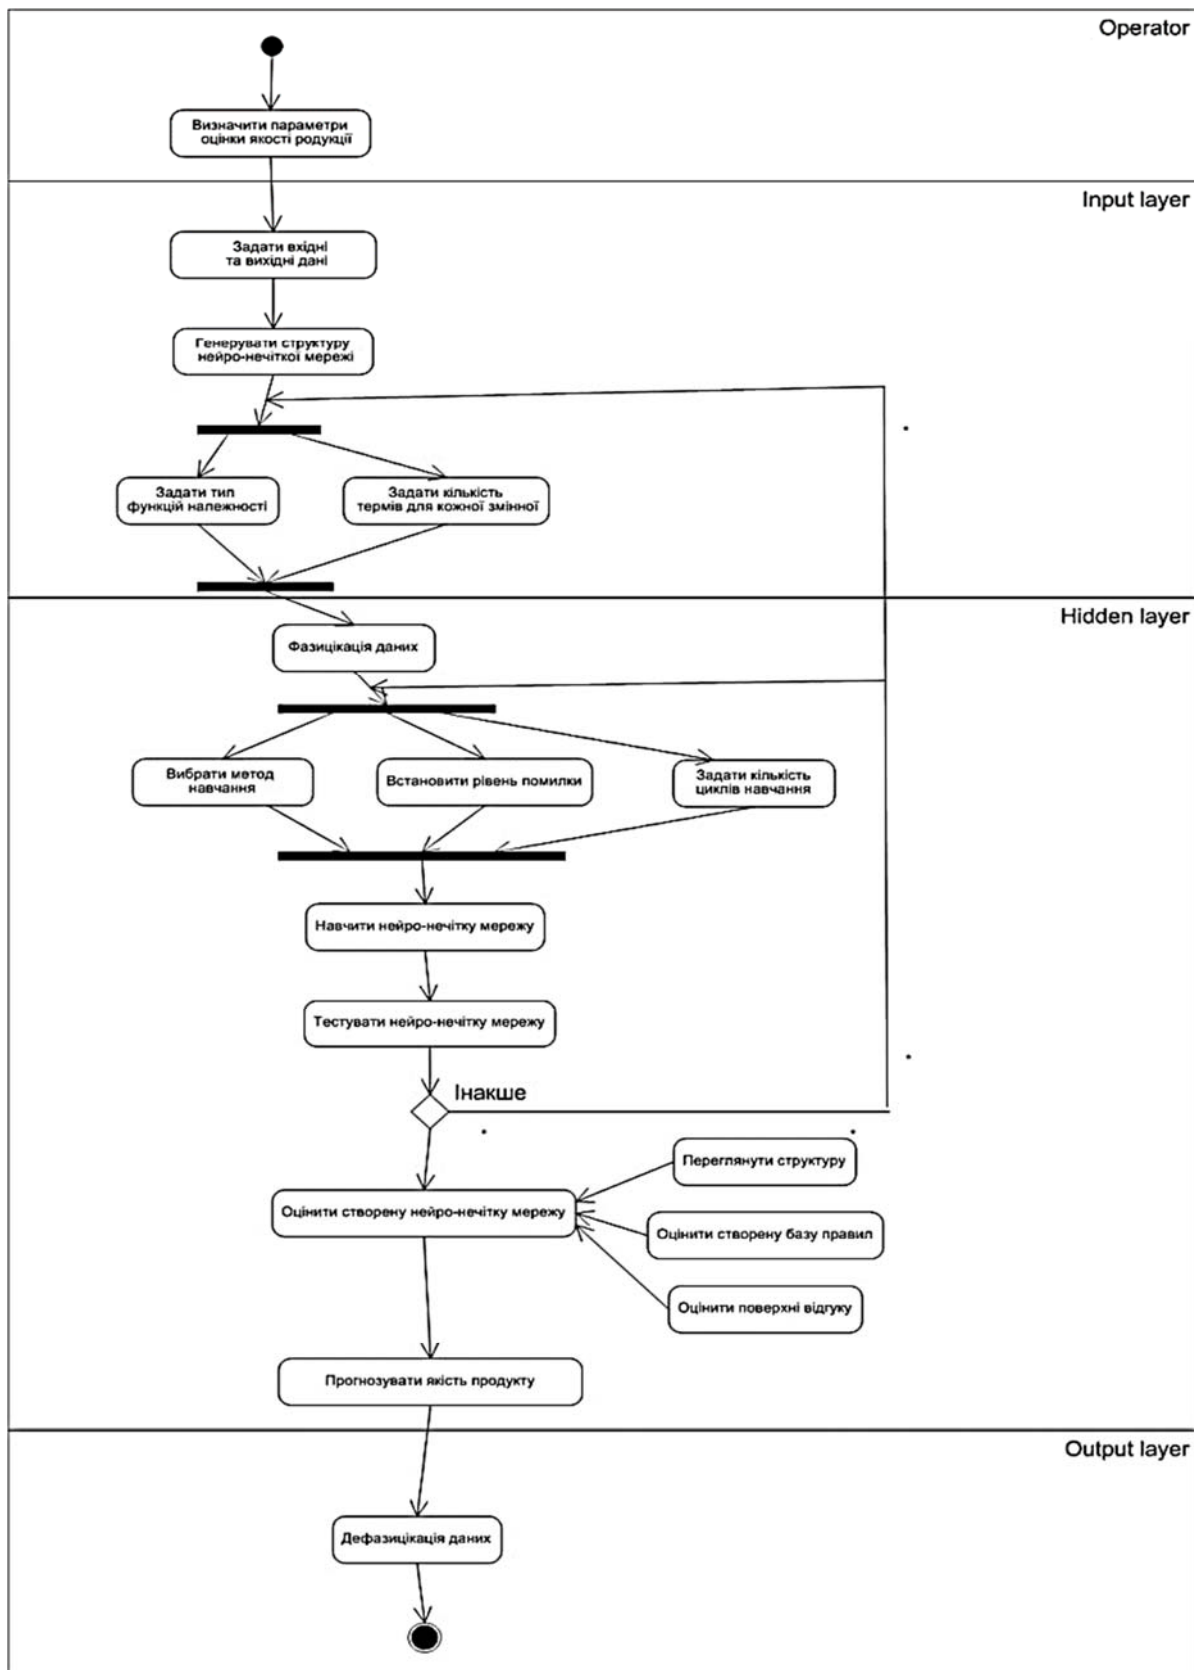 Operator
Визначити параметри
оцінки якості родукції
Input layer
Задати вхідні
та вихідні дані
Генерувати структуру
нейро-нечіткої мережі
Задати тип
функцій належності
Задати кількість
термів для кожної змінної
Hidden layer
Фазицікація даних
Вибрати метод
навчання
Встановити рівень помилки
Задати кількість
циклів навчання
Навчити нейро-нечітку мережу
Тестувати нейро-нечітку мережу
Інакше
Переглянути структуру
Оцінити створену нейро-нечітку мережу
Оцінити створену базу правил
Оцінити поверхні відгуку
Прогнозувати якість продукту
Output layer
Дефазицікація даних